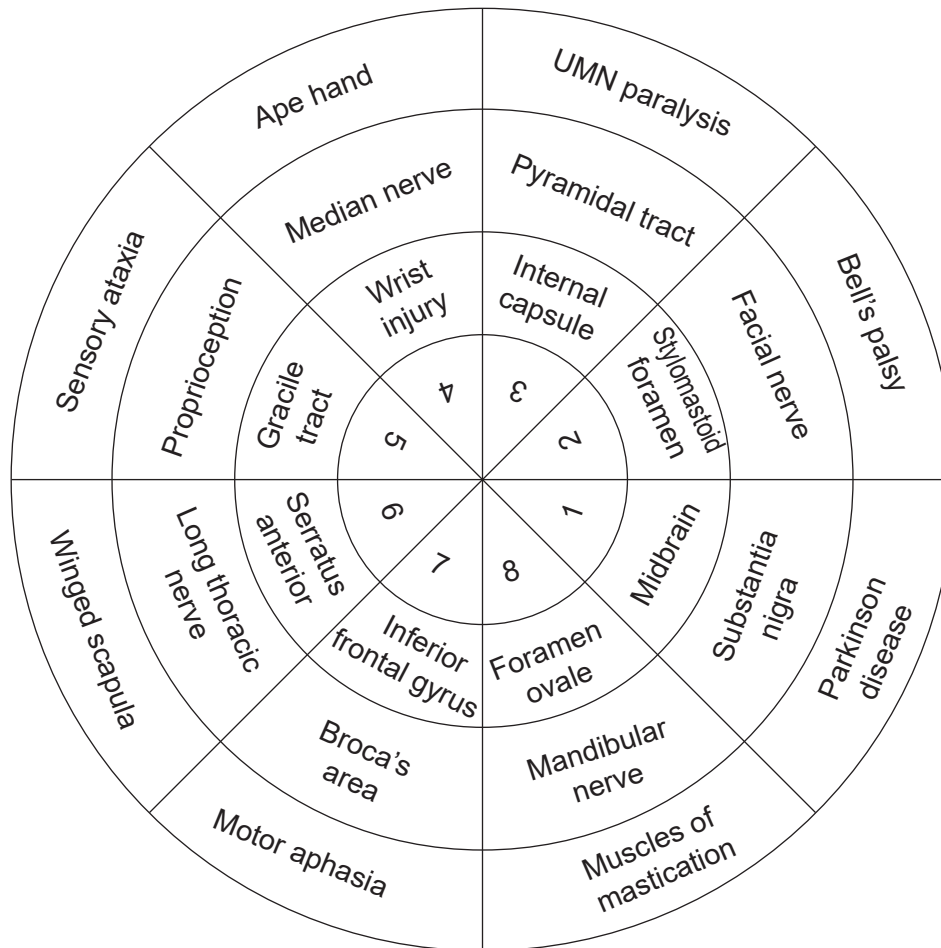 1
Midbrain
Substantia
nigra
Parkinson
disease
2
Stylomastoid
foramen
Facial nerve
Bell's palsy
3
Internal
capsule
Pyramidal tract
UMN paralysis
4
Wrist
injury
Median nerve
Ape hand
5
Gracile
tract
Proprioception
Sensory ataxia
6
Serratus
anterior
Long thoracic
nerve
Winged scapula
7
Inferior
frontal gyrus
Broca's
area
Motor aphasia
8
Foramen
ovale
Mandibular
nerve
Muscles of
mastication